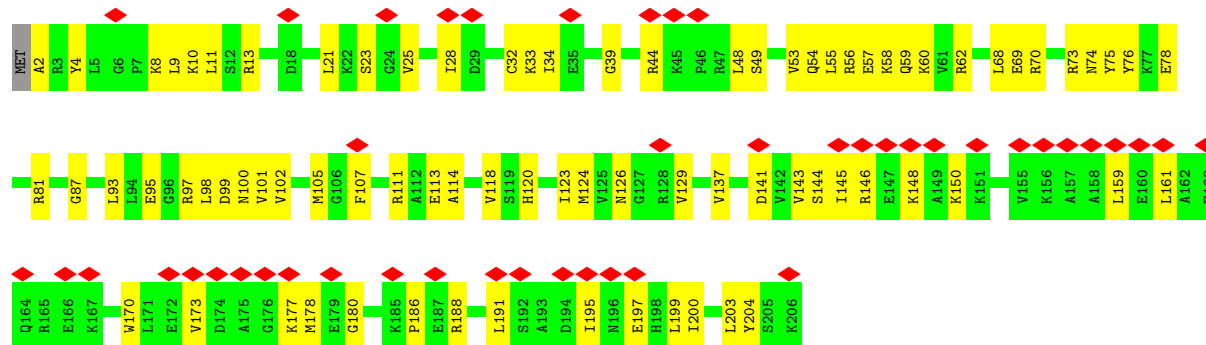 MET A2 R3 Y4 L5 G6 P7 K8 L9 K10 L11 S12 R13 D18 L21 K22 S23 G24 V25 I28 D29 C32 K33 I34 E35 G39 R44 K45 P46 R47 L48 S49 V53 Q54 L55 R56 E57 K58 Q59 K60 V61 R62 L68 E69 R70 R73 N74 Y75 Y76 K77 E78
R81 G87 L93 L94 E95 G96 R97 L98 D99 N100 V101 V102 M105 G106 F107 R111 A112 E113 A114 V118 S119 H120 I123 M124 V125 N126 G127 R128 V129 V137 D141 V142 V143 S144 I145 R146 E147 K148 A149 K150 K151 V155 K156 A157 A158 L159 E160 L161 A162
Q164 R165 E166 K167 W170 L171 E172 V173 D174 A175 G176 K177 M178 E179 G180 K185 P186 E187 R188 L191 S192 A193 D194 I195 N196 E197 H198 L199 I200 L203 Y204 S205 K206